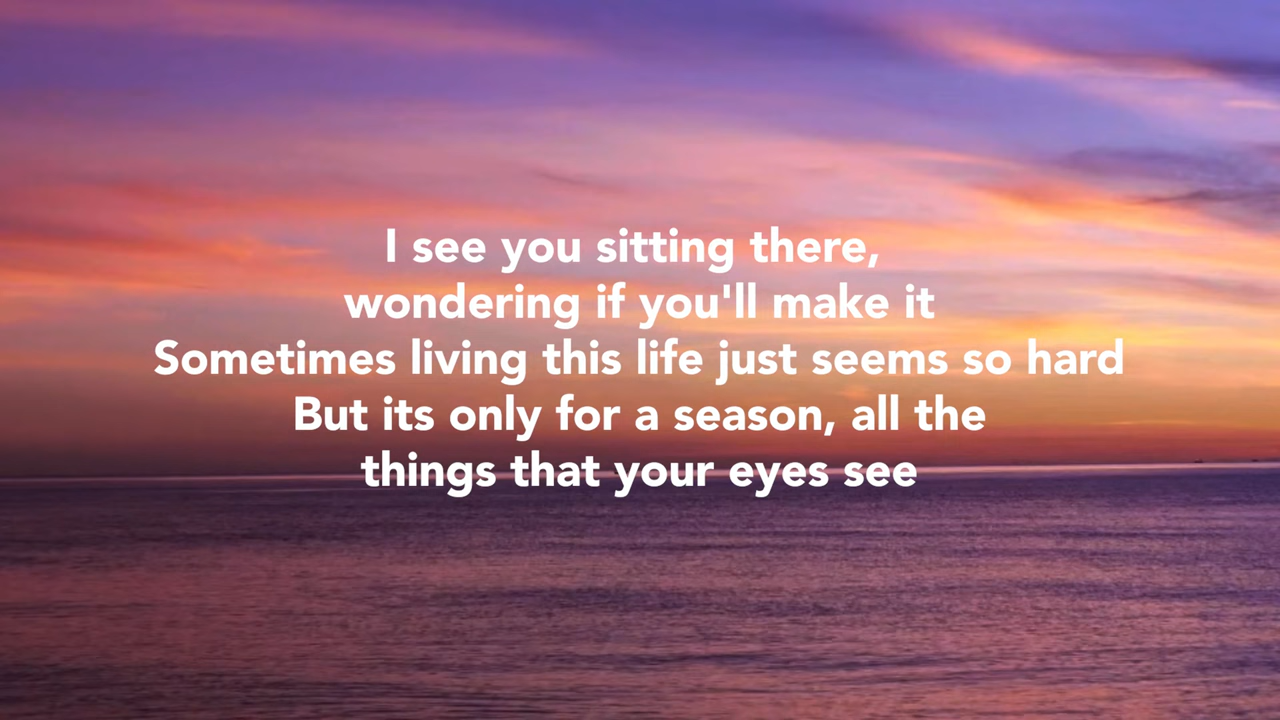 I see you sitting there,
wondering if you'll make it
Sometimes living this life just seems so hard
But its only for a season, all the
things that your eyes see